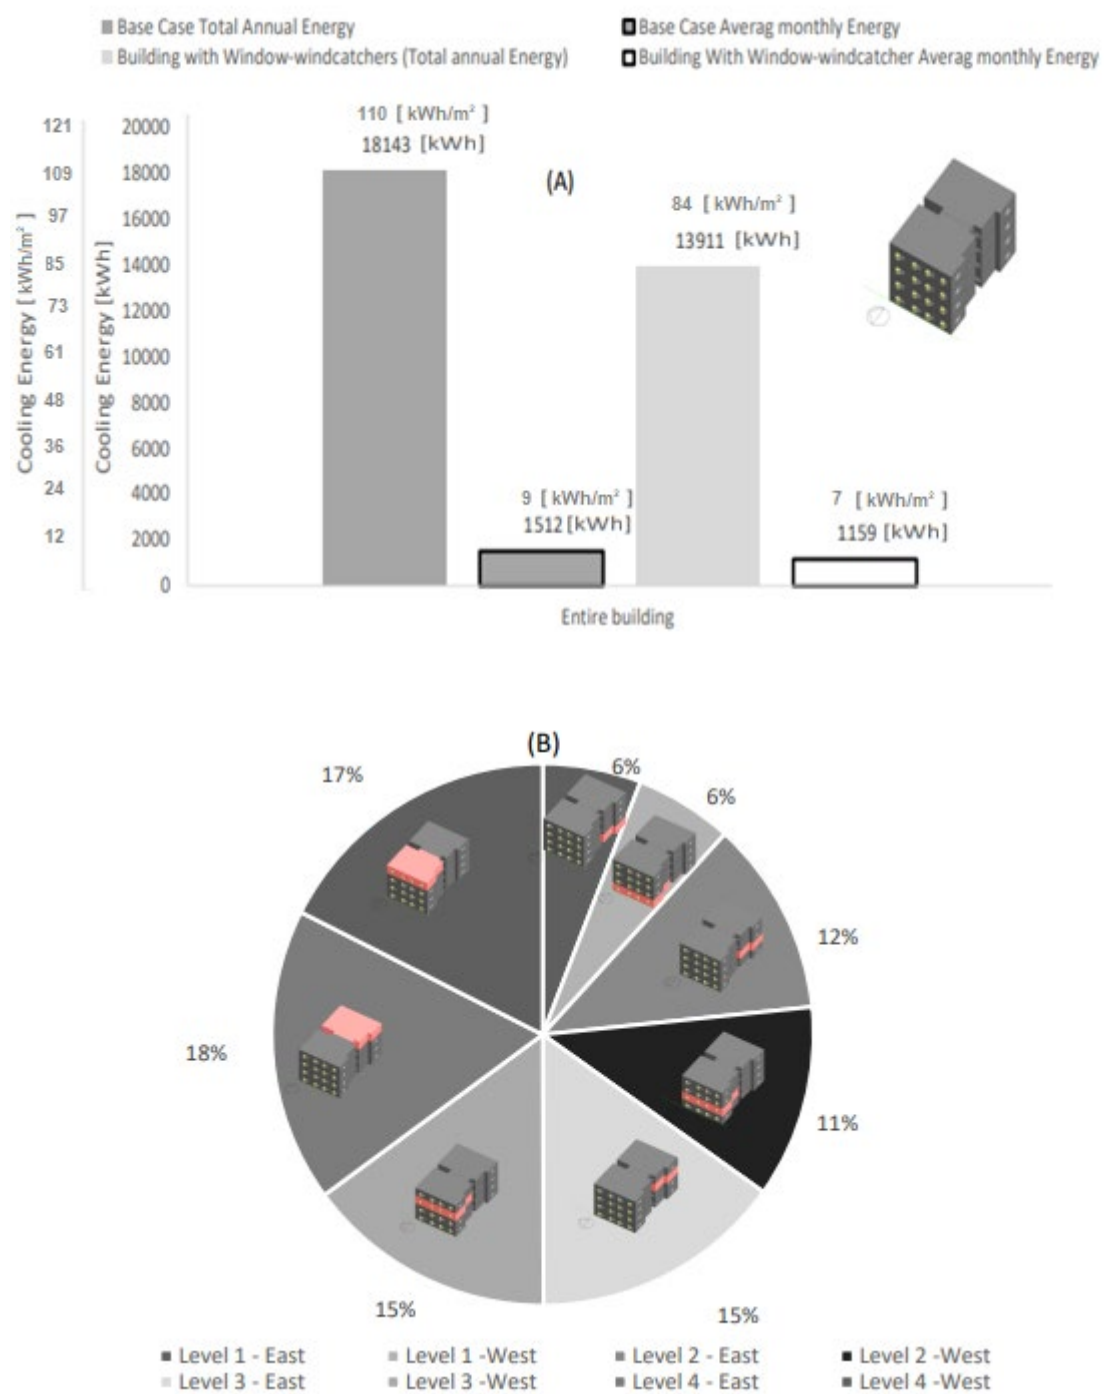 Base Case Total Annual Energy
Base Case Averag monthly Energy
Building with Window-windcatchers (Total annual Energy)
Building With Window-windcatcher Averag monthly Energy
Cooling Energy [ kWh/m² ]
121
109
97
85
73
61
48
36
24
12
Cooling Energy [kWh]
20000
18000
16000
14000
12000
10000
8000
6000
4000
2000
0
110 [ kWh/m² ]
18143 [kWh]
(A)
84 [ kWh/m² ]
13911 [kWh]
9 [ kWh/m² ]
1512 [kWh]
7 [ kWh/m² ]
1159 [kWh]
Entire building
(B)
17%
6%
6%
12%
18%
11%
15%
15%
Level 1 - East
Level 1 -West
Level 2 - East
Level 2 -West
Level 3 - East
Level 3 -West
Level 4 - East
Level 4 -West